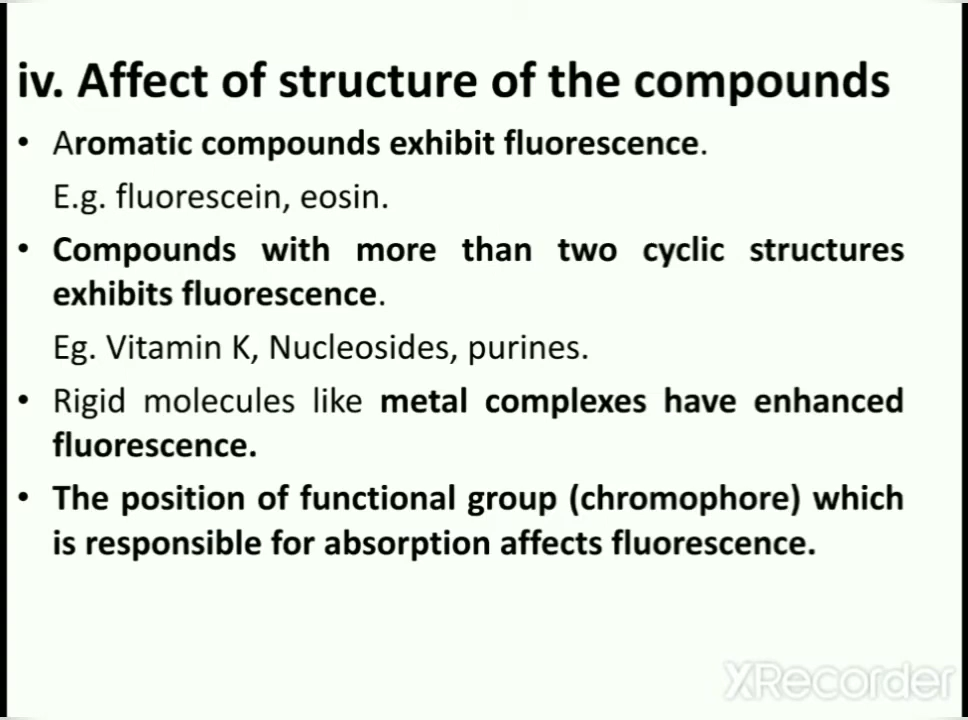 iv. Affect of structure of the compounds
• Aromatic compounds exhibit fluorescence.
E.g. fluorescein, eosin.
• Compounds with more than two cyclic structures
exhibits fluorescence.
Eg. Vitamin K, Nucleosides, purines.
• Rigid molecules like metal complexes have enhanced
fluorescence.
• The position of functional group (chromophore) which
is responsible for absorption affects fluorescence.
XRecorder